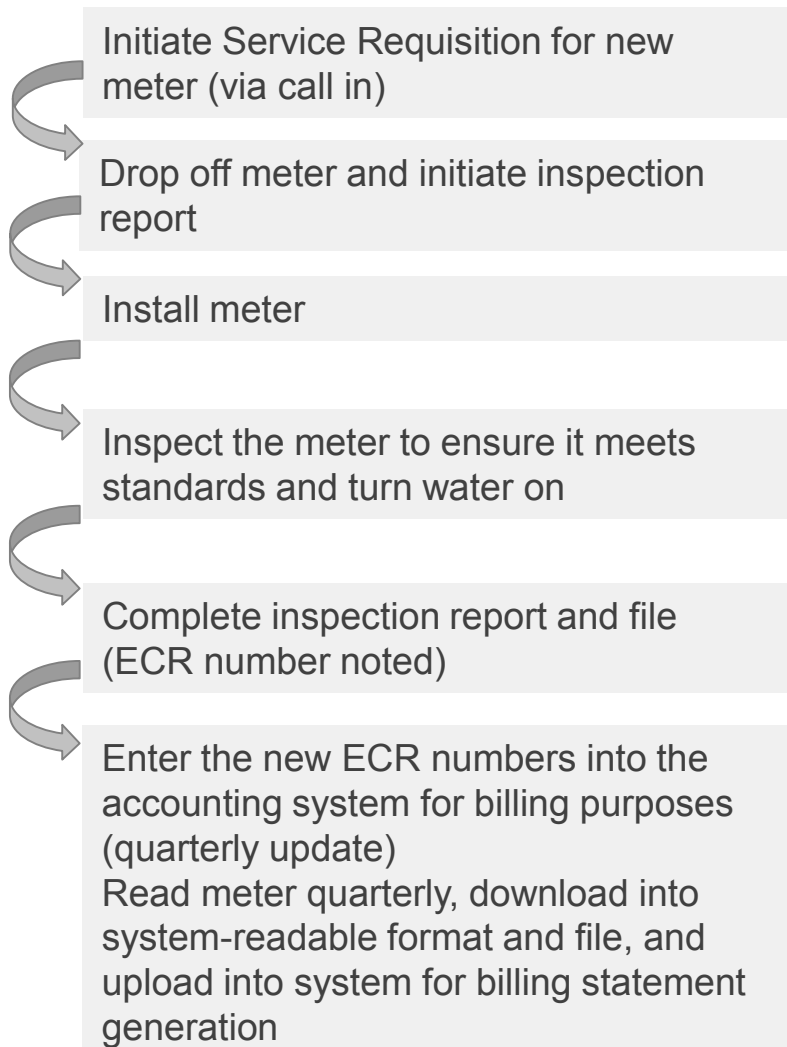 Initiate Service Requisition for new
meter (via call in)
Drop off meter and initiate inspection
report
Install meter
Inspect the meter to ensure it meets
standards and turn water on
Complete inspection report and file
(ECR number noted)
Enter the new ECR numbers into the
accounting system for billing purposes
(quarterly update)
Read meter quarterly, download into
system-readable format and file, and
upload into system for billing statement
generation